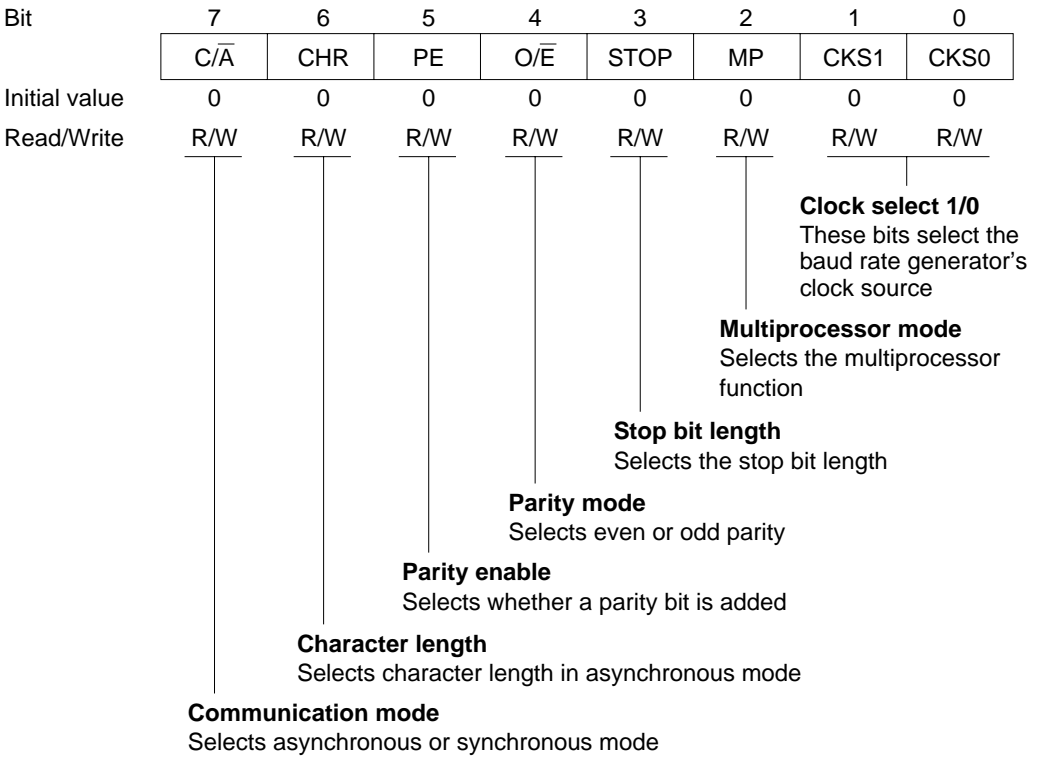 Bit 7 6 5 4 3 2 1 0
C/A̅ CHR PE O/E̅ STOP MP CKS1 CKS0
Initial value 0 0 0 0 0 0 0 0
Read/Write R/W R/W R/W R/W R/W R/W R/W R/W
Clock select 1/0
These bits select the
baud rate generator’s
clock source
Multiprocessor mode
Selects the multiprocessor
function
Stop bit length
Selects the stop bit length
Parity mode
Selects even or odd parity
Parity enable
Selects whether a parity bit is added
Character length
Selects character length in asynchronous mode
Communication mode
Selects asynchronous or synchronous mode